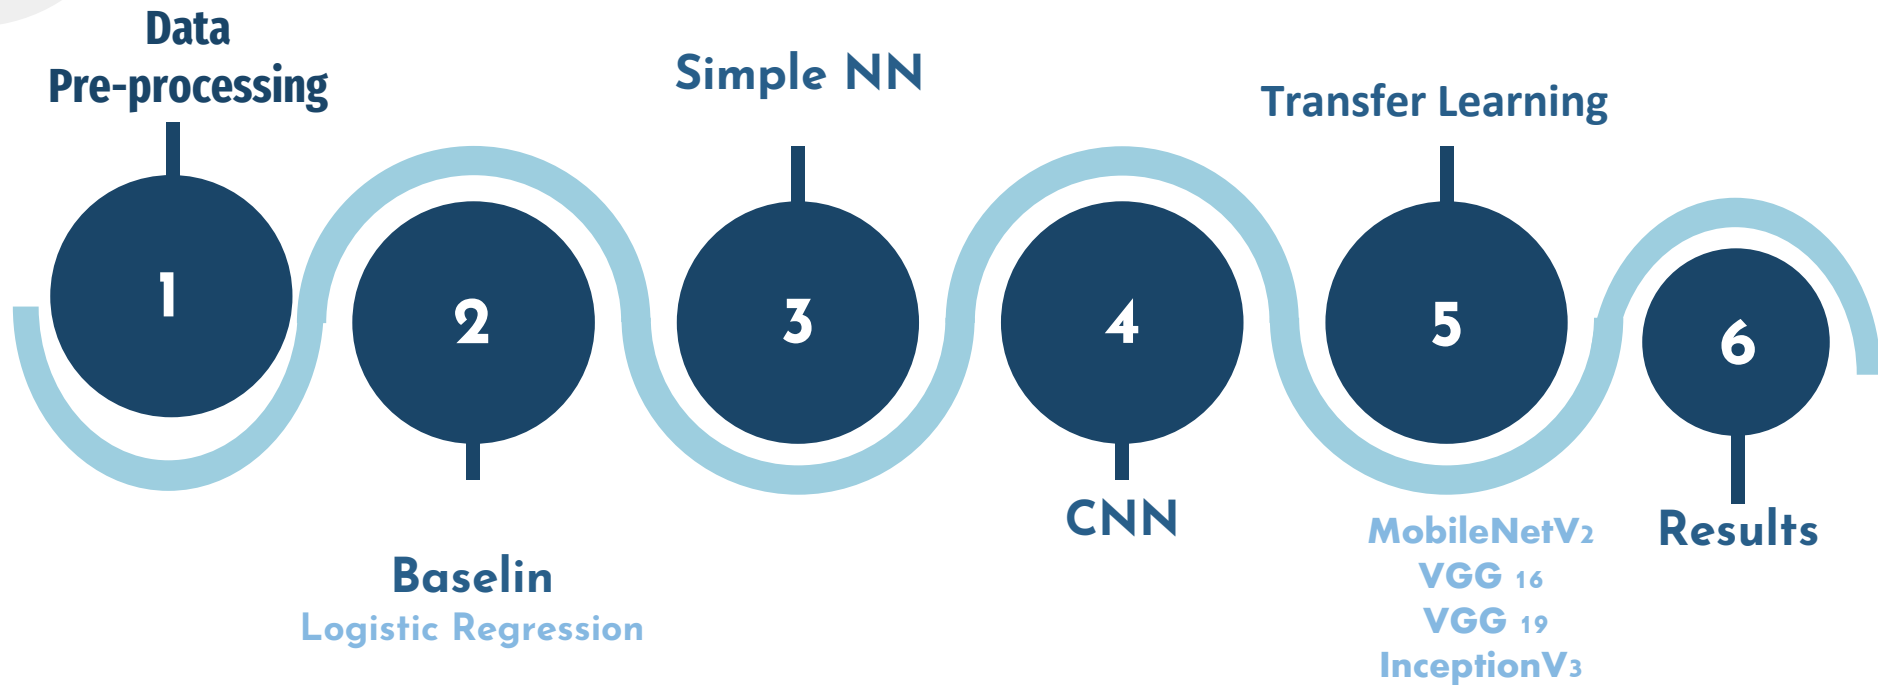 Data
Pre-processing
1
2
Baselin
Logistic Regression
Simple NN
3
4
CNN
Transfer Learning
5
MobileNetV2
VGG 16
VGG 19
InceptionV3
6
Results